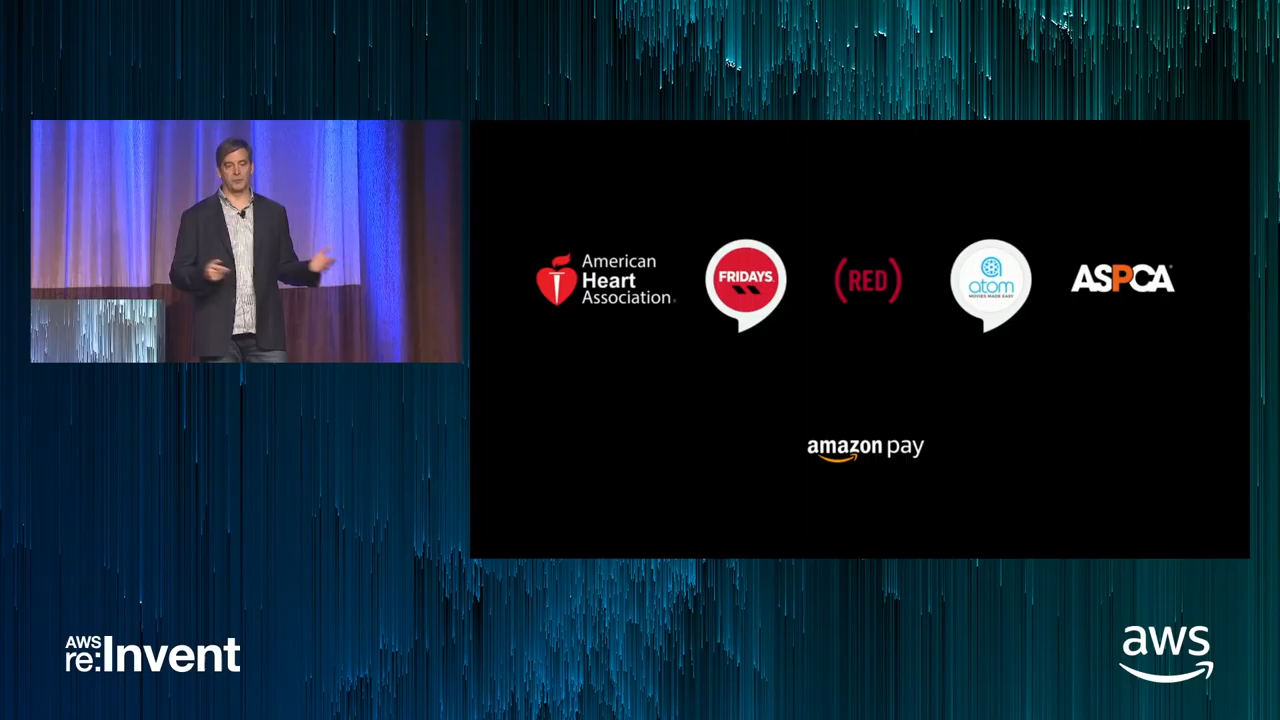 American
Heart
Association®
FRIDAYS
(RED)
atom
MOVIES MADE EASY
ASPCA®
amazon pay
AWS
re:Invent
aws